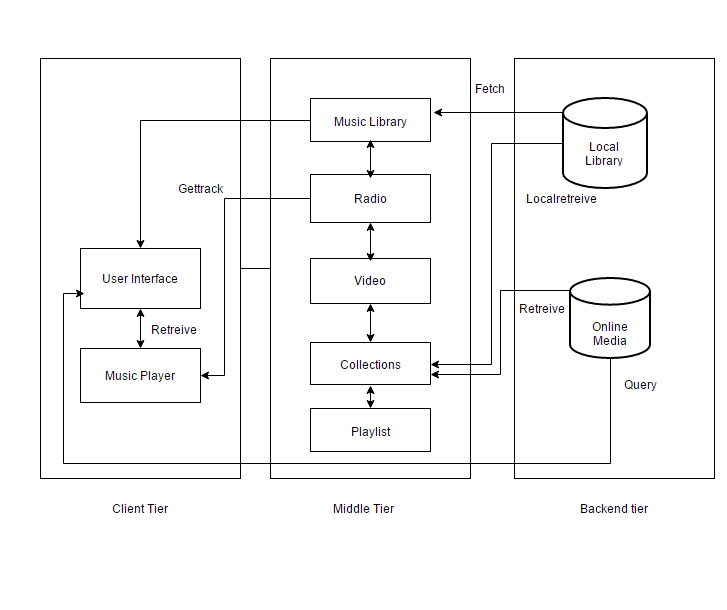 Fetch
Music Library
Local
Library
Gettrack
Radio
Localretreive
User Interface
Video
Retreive
Retreive
Online
Media
Music Player
Collections
Query
Playlist
Client Tier
Middle Tier
Backend tier